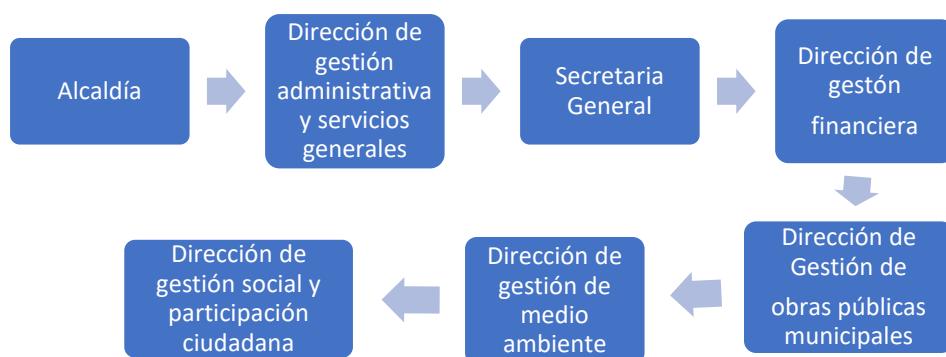 Alcaldía
Dirección de
gestión
administrativa
y servicios
generales
Secretaria
General
Dirección de
gestón
financiera
Dirección de
Gestión de
obras públicas
municipales
Dirección de
gestión de
medio
ambiente
Dirección de
gestión social y
participación
ciudadana